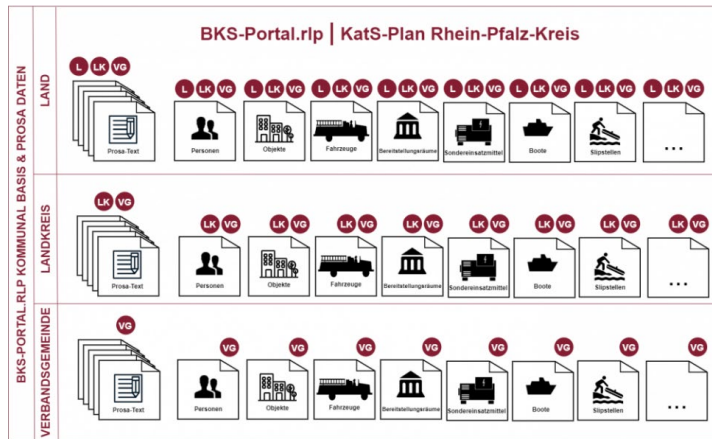 BKS-Portal.rlp | KatS-Plan Rhein-Pfalz-Kreis
BKS-PORTAL.RLP KOMMUNAL BASIS & PROSA DATEN
LAND
L LK VG
L LK VG L LK VG L LK VG L LK VG L LK VG L LK VG L LK VG L LK VG
Prosa-Text Personen Objekte Fahrzeuge Bereitstellungsräume Sondereinsatzmittel Boote Slipstellen ...
LANDKREIS
LK VG
LK VG LK VG LK VG LK VG LK VG LK VG LK VG LK VG
Prosa-Text Personen Objekte Fahrzeuge Bereitstellungsräume Sondereinsatzmittel Boote Slipstellen ...
VERBANDSGEMEINDE
VG
VG VG VG VG VG VG VG VG
Prosa-Text Personen Objekte Fahrzeuge Bereitstellungsräume Sondereinsatzmittel Boote Slipstellen ...